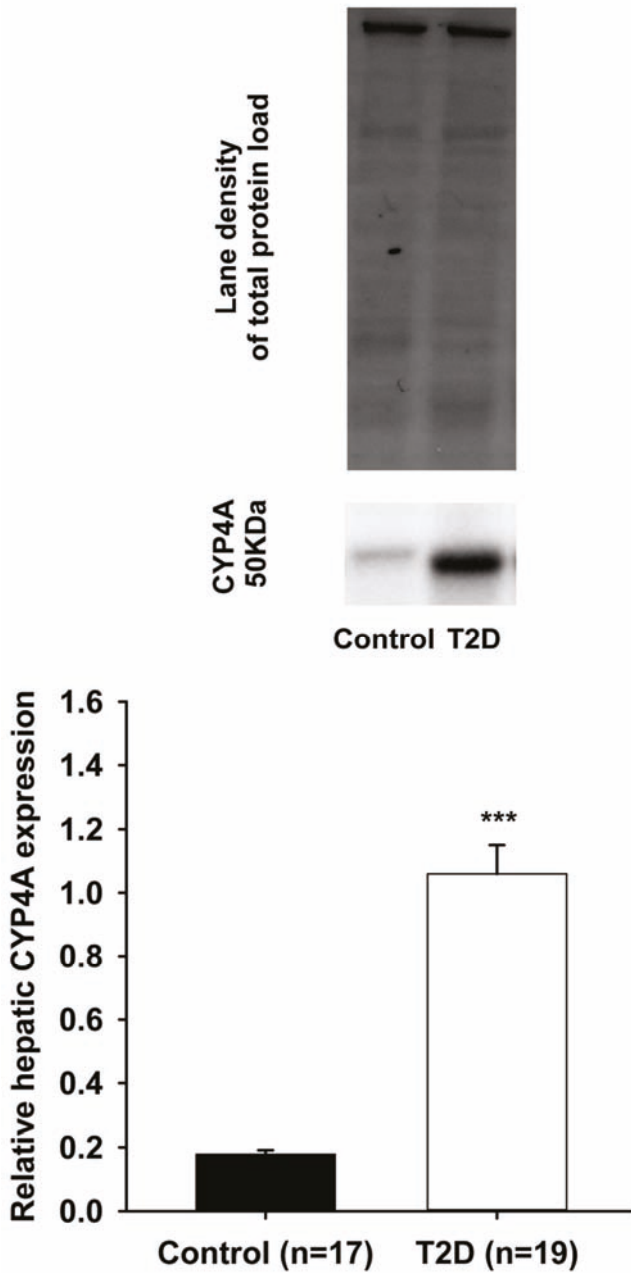 Lane density
of total protein load
CYP4A
50KDa
Control T2D
Relative hepatic CYP4A expression
1.6
1.4
1.2
1.0
0.8
0.6
0.4
0.2
0.0
***
Control (n=17) T2D (n=19)